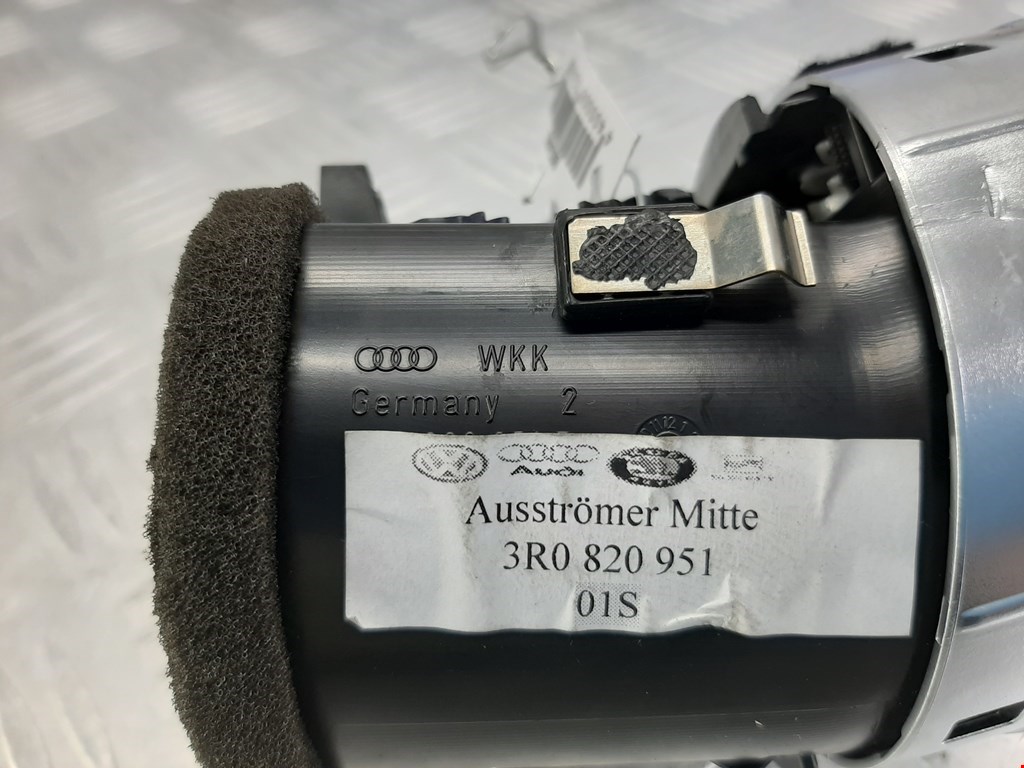 WKK
Germany 2
AUDI
Ausströmer Mitte
3R0 820 951
01S